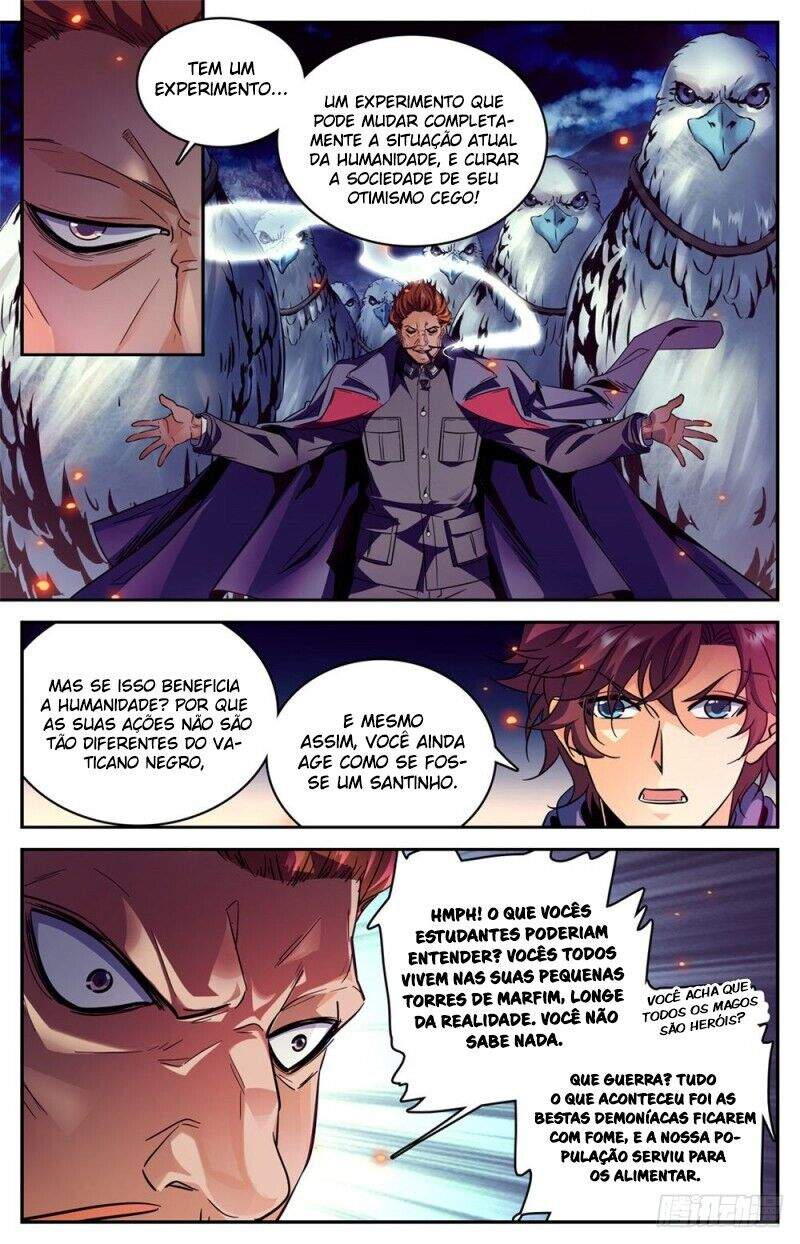 TEM UM
EXPERIMENTO...
UM EXPERIMENTO QUE
PODE MUDAR COMPLETA-
MENTE A SITUAÇÃO ATUAL
DA HUMANIDADE, E CURAR
A SOCIEDADE DE SEU
OTIMISMO CEGO!
MAS SE ISSO BENEFICIA
A HUMANIDADE? POR QUE
AS SUAS AÇÕES NÃO SÃO
TÃO DIFERENTES DO VA-
TICANO NEGRO,
E MESMO
ASSIM, VOCÊ AINDA
AGE COMO SE FOS-
SE UM SANTINHO.
HMPH! O QUE VOCÊS
ESTUDANTES PODERIAM
ENTENDER? VOCÊS TODOS
VIVEM NAS SUAS PEQUENAS
TORRES DE MARFIM, LONGE
DA REALIDADE. VOCÊ NÃO
SABE NADA.
VOCÊ ACHA QUE
TODOS OS MAGOS
SÃO HERÓIS?
QUE GUERRA? TUDO
O QUE ACONTECEU FOI AS
BESTAS DEMONÍACAS FICAREM
COM FOME, E A NOSSA PO-
PULAÇÃO SERVIU PARA
OS ALIMENTAR.
腾讯动漫